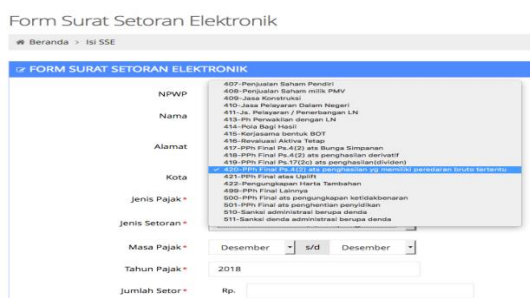 Form Surat Setoran Elektronik
Beranda > Isi SSE
FORM SURAT SETORAN ELEKTRONIK
NPWP
Nama
Alamat
Kota
Jenis Pajak *
Jenis Setoran *
407-Penjualan Saham Pendiri
408-Penjualan Saham milik PMV
409-Jasa Konstruksi
410-Jasa Pelayaran Dalam Negeri
411-Js. Pelayaran / Penerbangan LN
413-Ph Perwakilan dengan LN
414-Pola Bagi Hasil
415-Kerjasama bentuk BOT
416-Revaluasi Aktiva Tetap
417-PPh Final Ps.4(2) ats Bunga Simpanan
418-PPh Final Ps.4(2) ats penghasilan derivatif
419-PPh Final Ps.17(2c) ats penghasilan(dividen)
✓ 420-PPh Final Ps.4(2) ats penghasilan yg memiliki peredaran bruto tertentu
421-PPh Final atas Uplift
422-Pengungkapan Harta Tambahan
499-PPh Final Lainnya
500-PPh Final ats pengungkapan ketidakbenaran
501-PPh Final ats penghentian penyidikan
510-Sanksi administrasi berupa denda
511-Sanksi denda administrasi berupa denda
Masa Pajak * Desember s/d Desember
Tahun Pajak * 2018
Jumlah Setor * Rp.